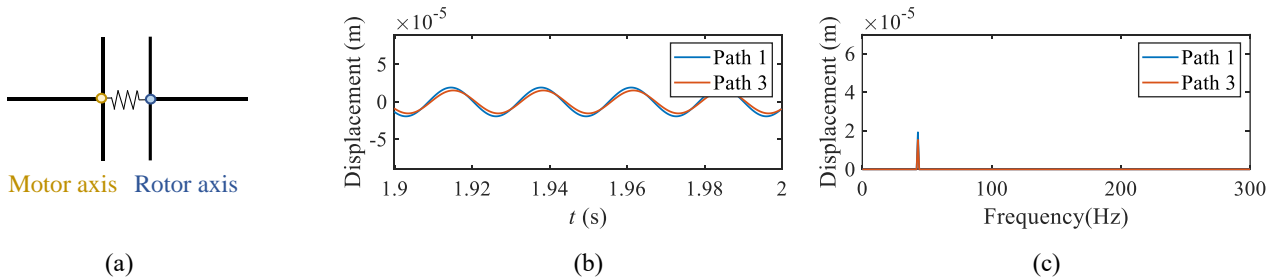 Motor axis Rotor axis
(a)
×10⁻⁵
Displacement (m)
5
0
-5
Path 1
Path 3
1.9 1.92 1.94 1.96 1.98 2
t (s)
(b)
×10⁻⁵
Displacement (m)
6
4
2
0
Path 1
Path 3
0 100 200 300
Frequency(Hz)
(c)